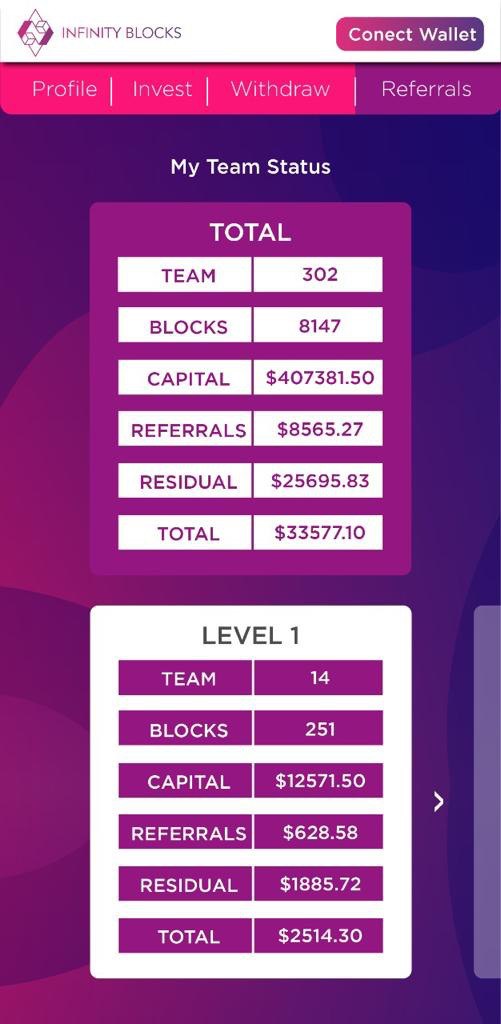 INFINITY BLOCKS
Conect Wallet
Profile | Invest | Withdraw | Referrals
My Team Status
TOTAL
TEAM 302
BLOCKS 8147
CAPITAL $407381.50
REFERRALS $8565.27
RESIDUAL $25695.83
TOTAL $33577.10
LEVEL 1
TEAM 14
BLOCKS 251
CAPITAL $12571.50
REFERRALS $628.58
RESIDUAL $1885.72
TOTAL $2514.30